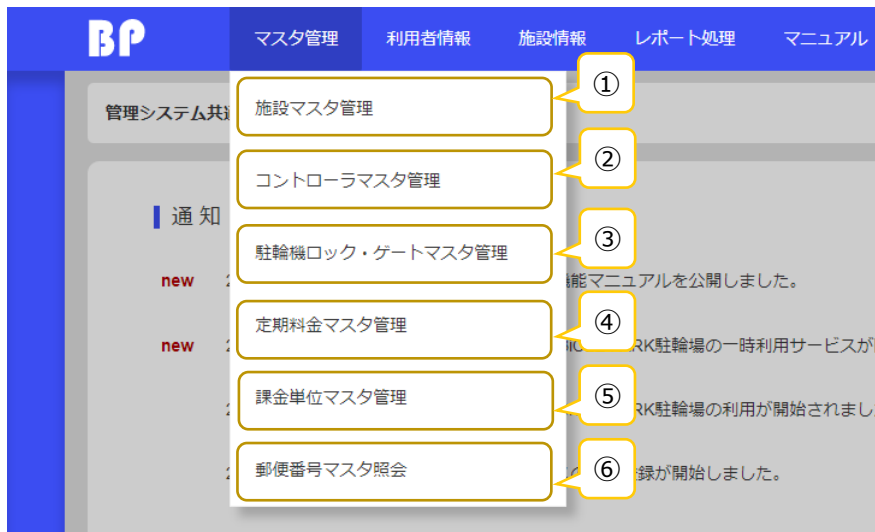 BP
マスタ管理 利用者情報 施設情報 レポート処理 マニュアル
管理システム共
施設マスタ管理 ①
コントローラマスタ管理 ②
通知
駐輪機ロック・ゲートマスタ管理 ③
new マニュアルを公開しました。
定期料金マスタ管理 ④
new RK駐輪場の一時利用サービスが
課金単位マスタ管理 ⑤
RK駐輪場の利用が開始されまし
郵便番号マスタ照会 ⑥
録が開始しました。